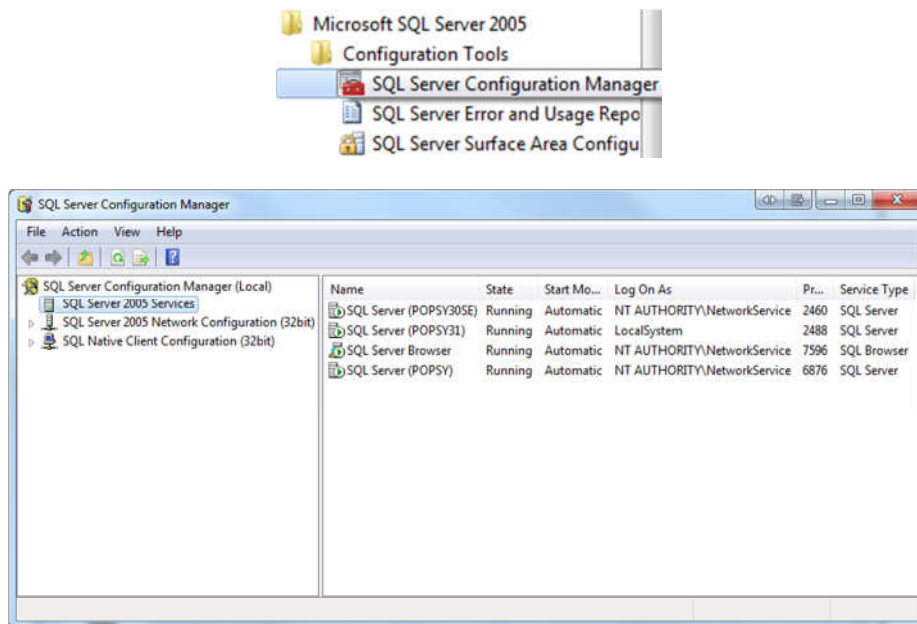 Microsoft SQL Server 2005
Configuration Tools
SQL Server Configuration Manager
SQL Server Error and Usage Repo
SQL Server Surface Area Configu
SQL Server Configuration Manager
File Action View Help
SQL Server Configuration Manager (Local)
SQL Server 2005 Services
SQL Server 2005 Network Configuration (32bit)
SQL Native Client Configuration (32bit)
Name State Start Mo... Log On As Pr... Service Type
SQL Server (POPSY30SE) Running Automatic NT AUTHORITY\NetworkService 2460 SQL Server
SQL Server (POPSY31) Running Automatic LocalSystem 2488 SQL Server
SQL Server Browser Running Automatic NT AUTHORITY\NetworkService 7596 SQL Browser
SQL Server (POPSY) Running Automatic NT AUTHORITY\NetworkService 6876 SQL Server